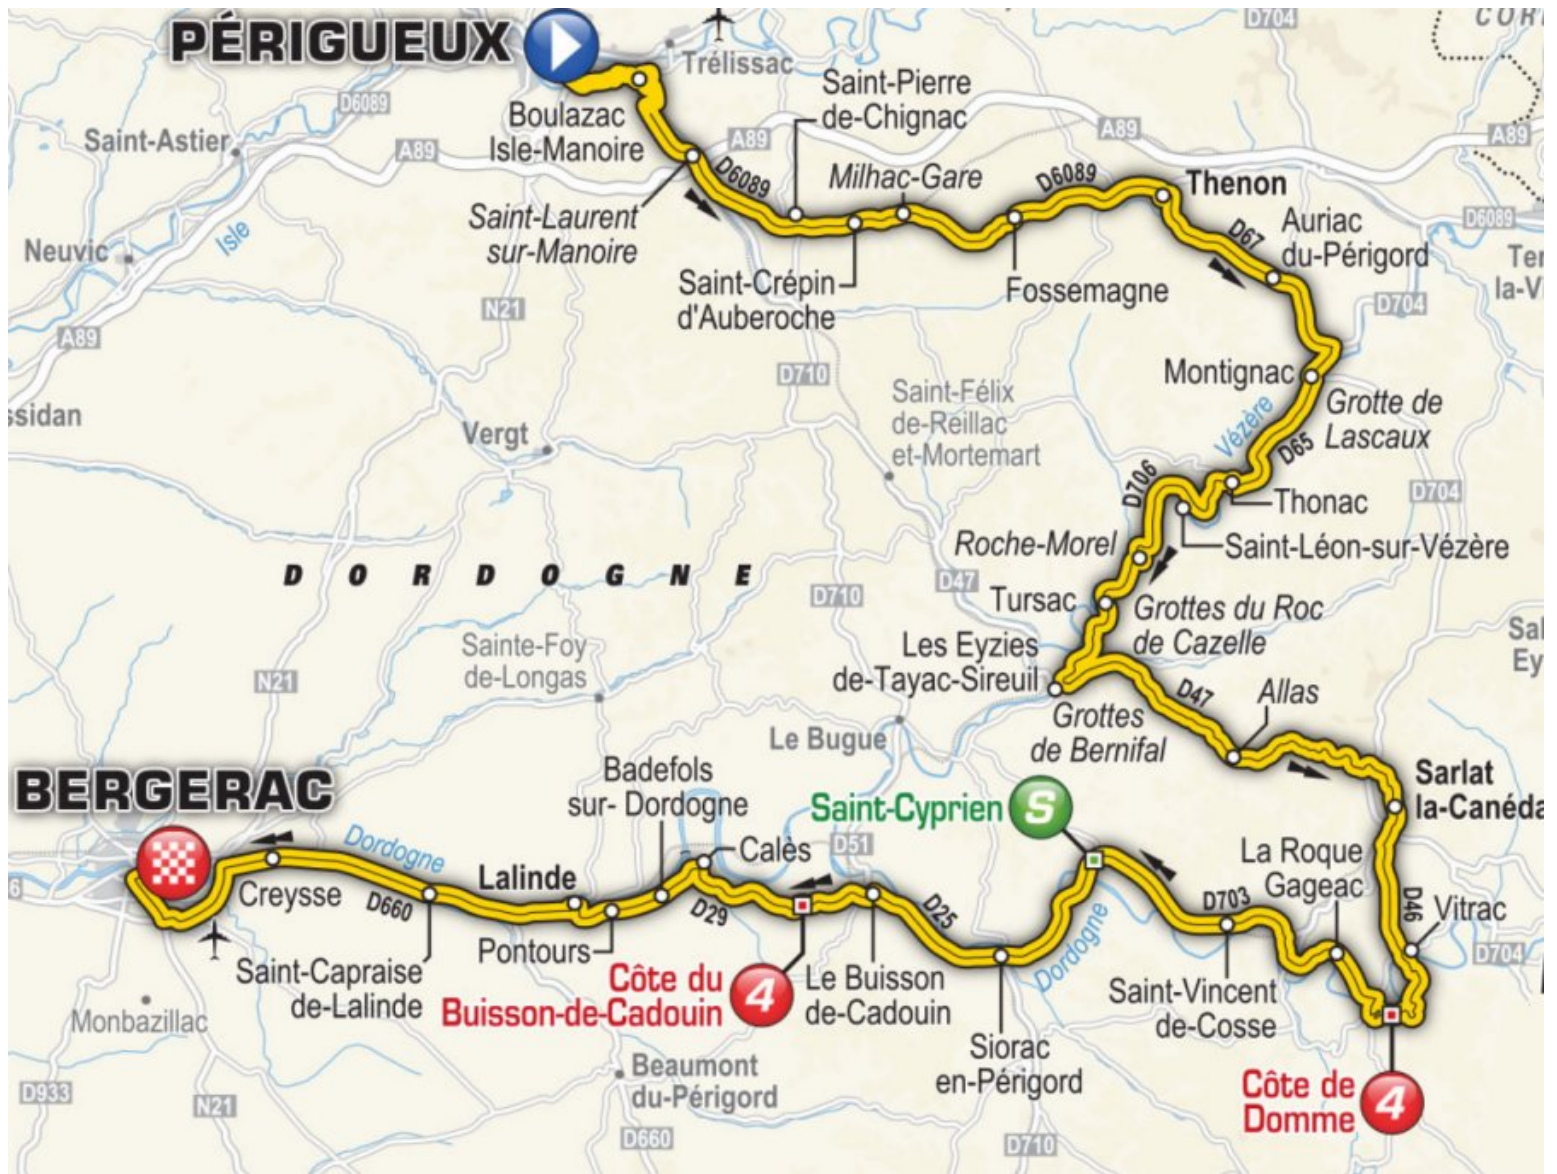 CORR
D704
PÉRIGUEUX
Trélissac
Saint-Pierre
de-Chignac
D6089
Boulazac
Isle-Manoire
Saint-Astier
A89
A89
A89
A89
D6089
Milhac-Gare
D6089
Thenon
Saint-Laurent
sur-Manoire
Auriac
du-Périgord
D67
D6089
Neuvic
Isle
Saint-Crépin
d'Auberoche
Fossemagne
N21
D704
A89
D710
Montignac
Saint-Félix
de-Reillac
et-Mortemart
Grotte de
Lascaux
Vézère
D65
Vergt
D706
D704
Thonac
Roche-Morel
Saint-Léon-sur-Vézère
DORDOGNE
D47
D710
Tursac
Grottes du Roc
de Cazelle
Les Eyzies
de-Tayac-Sireuil
Sainte-Foy
de-Longas
N21
D47
Allas
Grottes
de Bernifal
Le Bugue
BERGERAC
Badefols
sur- Dordogne
Saint-Cyprien
S
Sarlat
la-Canéda
Dordogne
Calès
D51
La Roque
Gageac
Lalinde
Creysse
D660
D29
D25
D703
D46
Vitrac
Pontours
Dordogne
D704
Saint-Capraise
de-Lalinde
Côte du
Buisson-de-Cadouin
4
Le Buisson
de-Cadouin
Saint-Vincent
de-Cosse
Monbazillac
Siorac
en-Périgord
Beaumont
du-Périgord
Côte de
Domme
4
D933
N21
D660
D710